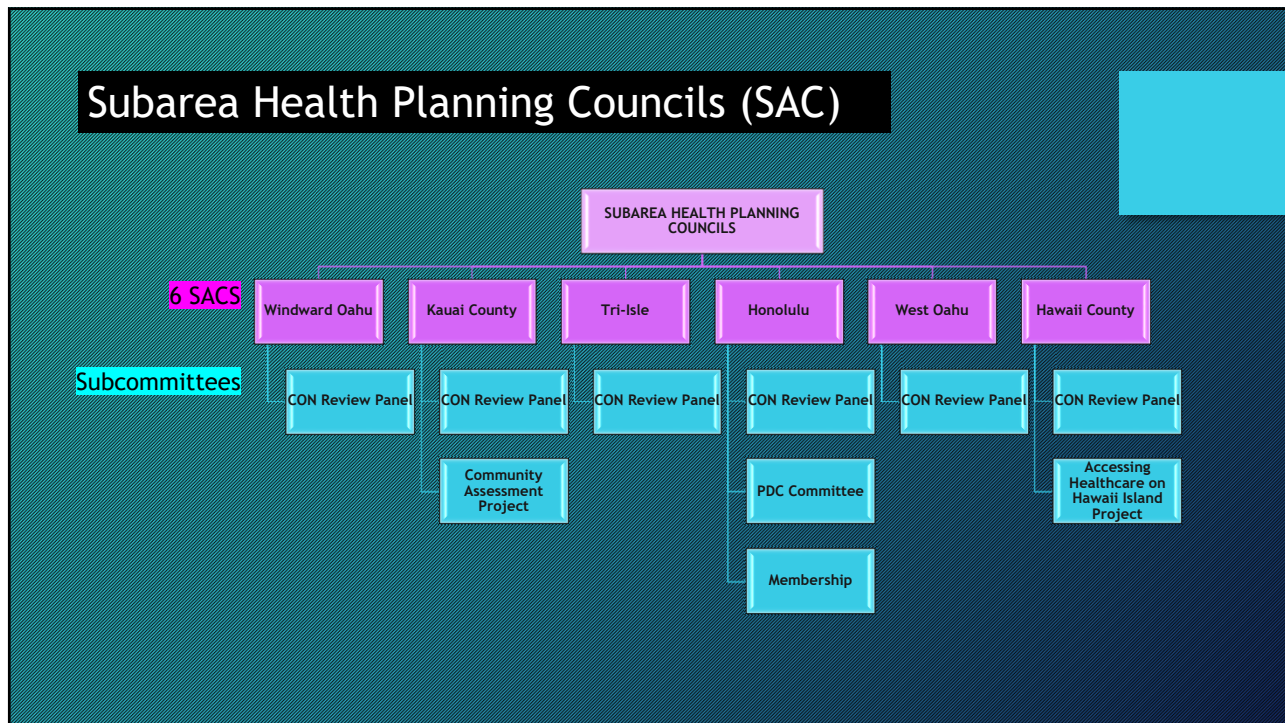 Subarea Health Planning Councils (SAC)
SUBAREA HEALTH PLANNING
COUNCILS
6 SACS
Windward Oahu
Kauai County
Tri-Isle
Honolulu
West Oahu
Hawaii County
Subcommittees
CON Review Panel
CON Review Panel
CON Review Panel
CON Review Panel
CON Review Panel
CON Review Panel
Community
Assessment
Project
PDC Committee
Accessing
Healthcare on
Hawaii Island
Project
Membership